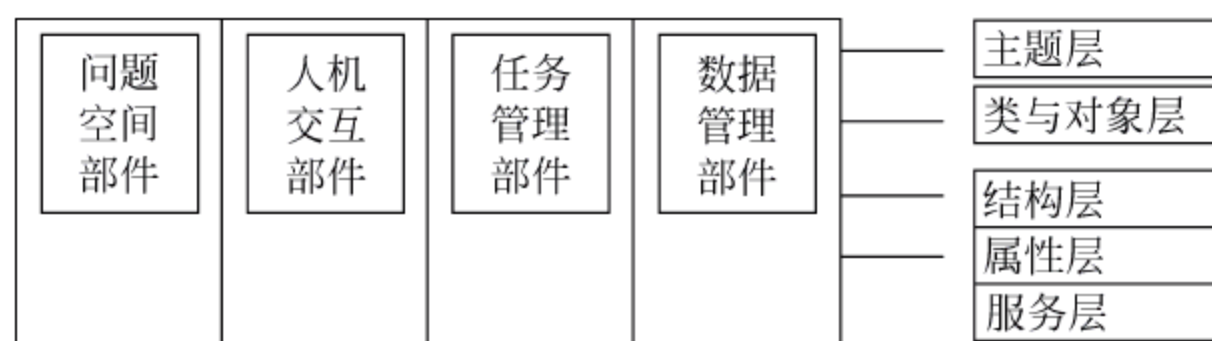 问题
空间
部件
人机
交互
部件
任务
管理
部件
数据
管理
部件
主题层
类与对象层
结构层
属性层
服务层